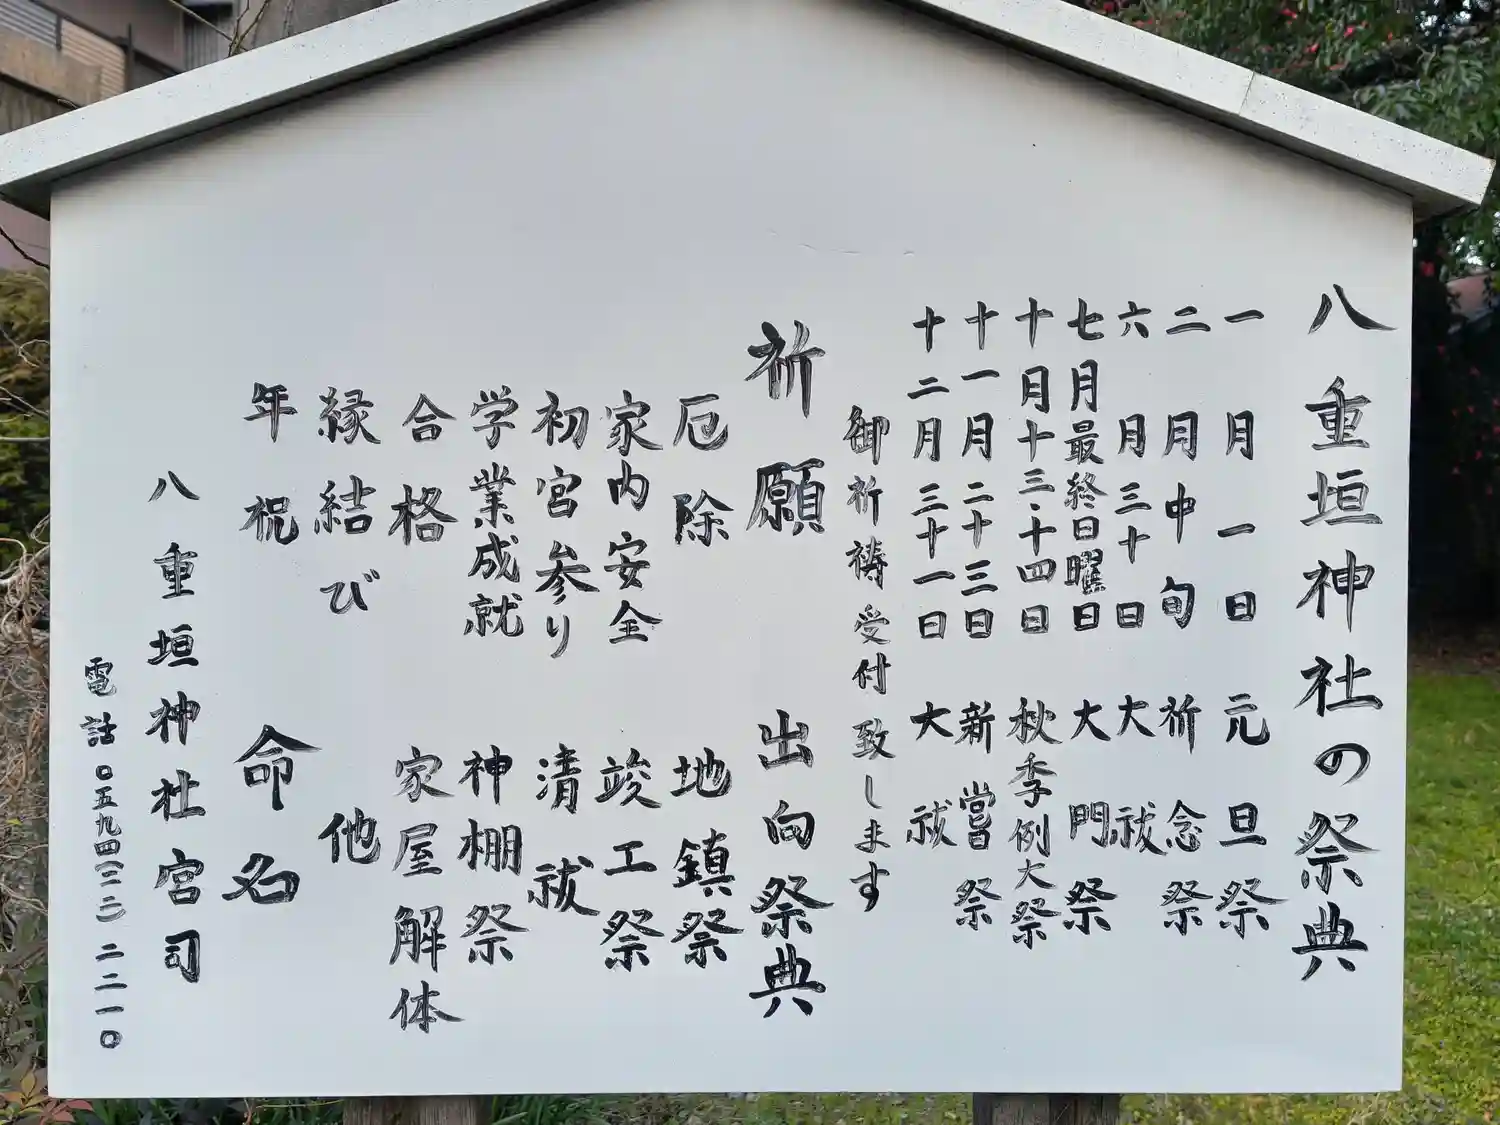 八重垣神社の祭典
一月一日 元旦祭
二月中旬 祈念祭
六月三十日 大祓
七月最終日曜日 大門祭
十月十三・十四日 秋季例大祭
十一月二十三日 新嘗祭
十二月三十一日 大祓
御祈祷受付致します
祈願 出向祭典
厄除 地鎮祭
家内安全 竣工祭
初宮参り 清祓
学業成就 神棚祭
合格 家屋解体
縁結び 他
年祝 命名
八重垣神社宮司
電話〇五九四(二二)二二一〇